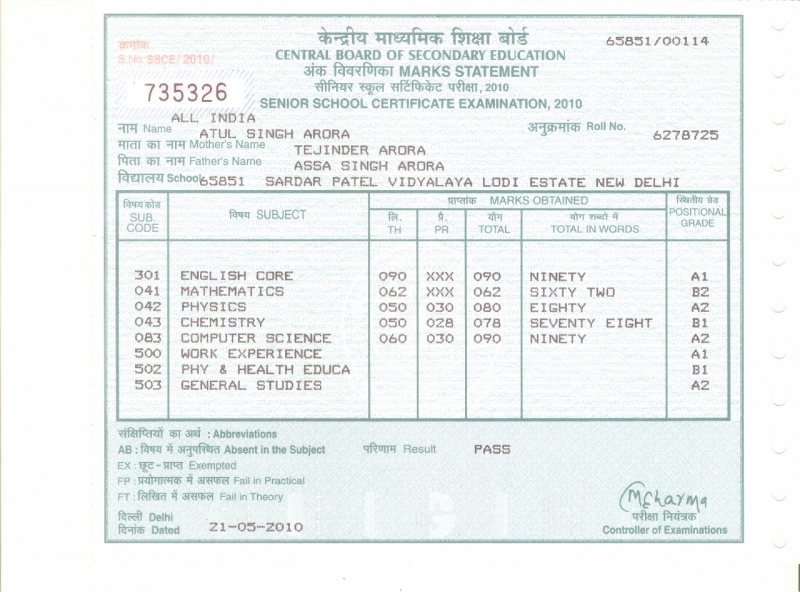 केन्द्रीय माध्यमिक शिक्षा बोर्ड 65851/00114
क्रमांक
S.No. SSCE/ 2010/
CENTRAL BOARD OF SECONDARY EDUCATION
अंक विवरणिका MARKS STATEMENT
735326
सीनियर स्कूल सर्टिफिकेट परीक्षा, 2010
SENIOR SCHOOL CERTIFICATE EXAMINATION, 2010
ALL INDIA
नाम Name ATUL SINGH ARORA अनुक्रमांक Roll No. 6278725
माता का नाम Mother's Name TEJINDER ARORA
पिता का नाम Father's Name ASSA SINGH ARORA
विद्यालय School 65851 SARDAR PATEL VIDYALAYA LODI ESTATE NEW DELHI
विषय कोड SUB. CODE विषय SUBJECT प्राप्तांक MARKS OBTAINED स्थितीय ग्रेड POSITIONAL GRADE
लि. TH प्रै. PR योग TOTAL योग शब्दो में TOTAL IN WORDS
301 ENGLISH CORE 090 XXX 090 NINETY A1
041 MATHEMATICS 062 XXX 062 SIXTY TWO B2
042 PHYSICS 050 030 080 EIGHTY A2
043 CHEMISTRY 050 028 078 SEVENTY EIGHT B1
083 COMPUTER SCIENCE 060 030 090 NINETY A2
500 WORK EXPERIENCE A1
502 PHY & HEALTH EDUCA B1
503 GENERAL STUDIES A2
संक्षिप्तियों का अर्थ : Abbreviations
AB : विषय में अनुपस्थित Absent in the Subject परिणाम Result PASS
EX : छूट-प्राप्त Exempted
FP : प्रयोगात्मक में असफल Fail in Practical
FT : लिखित में असफल Fail in Theory
दिल्ली Delhi
दिनांक Dated 21-05-2010
MCharma
परीक्षा नियंत्रक
Controller of Examinations